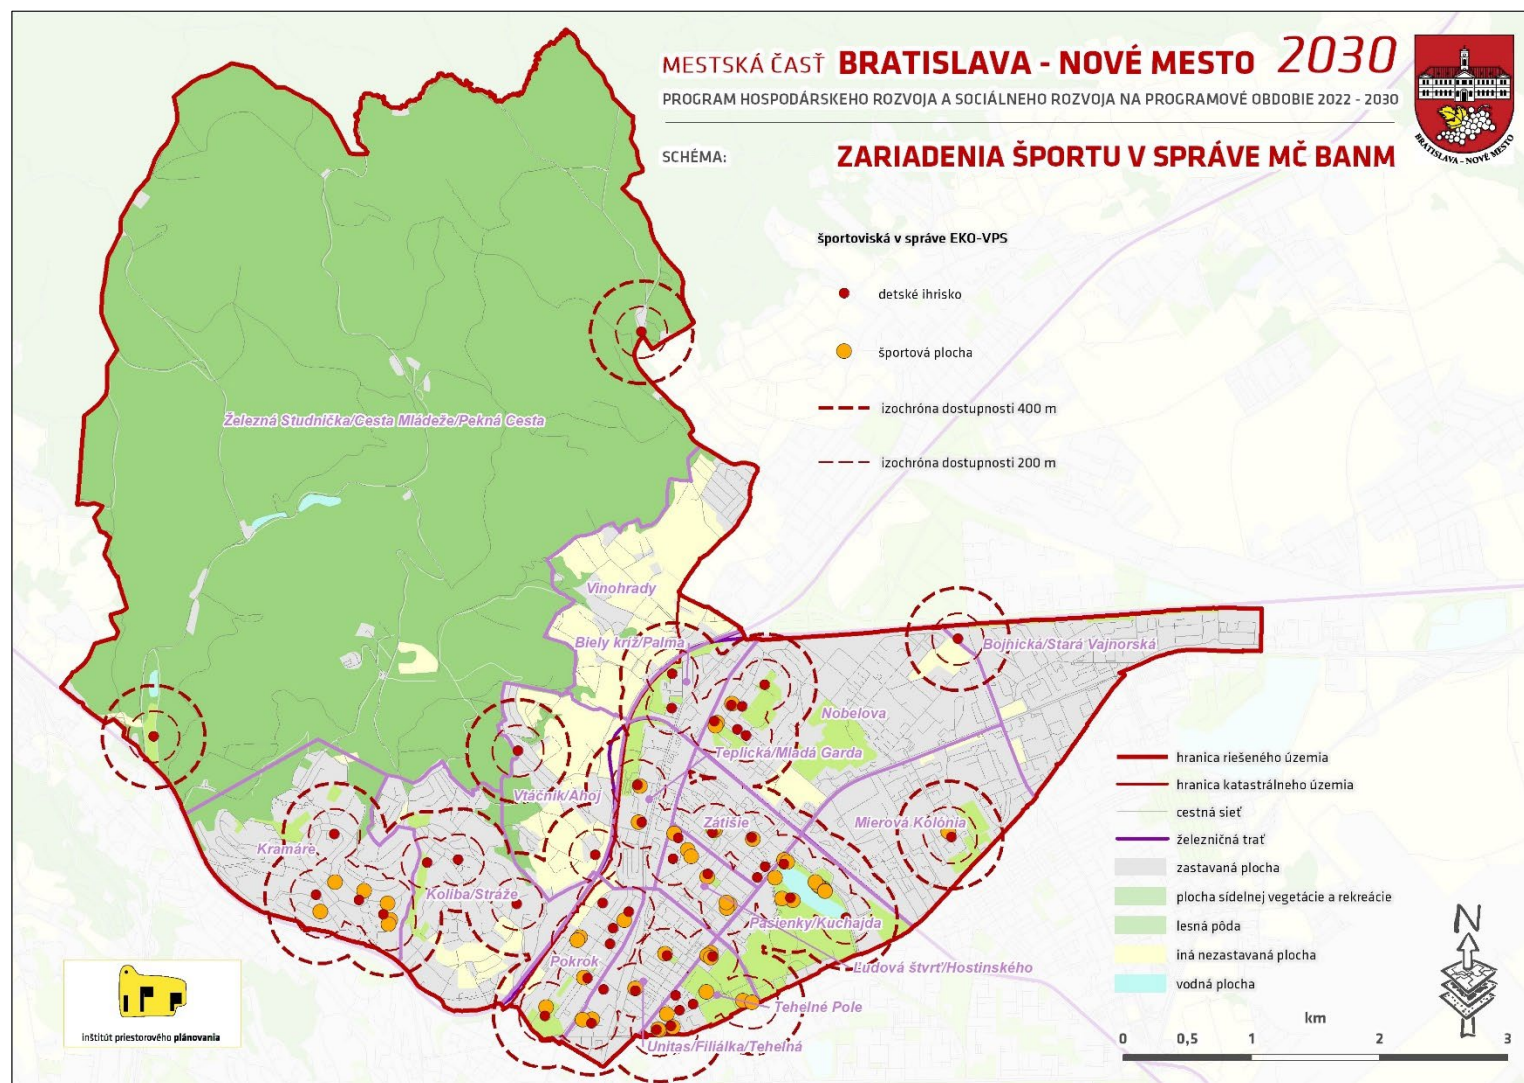 MESTSKÁ ČASŤ BRATISLAVA - NOVÉ MESTO 2030
PROGRAM HOSPODÁRSKEHO ROZVOJA A SOCIÁLNEHO ROZVOJA NA PROGRAMOVÉ OBDOBIE 2022 - 2030
SCHÉMA: ZARIADENIA ŠPORTU V SPRÁVE MČ BANM
BRATISLAVA - NOVÉ MESTO
športoviská v správe EKO-VPS
detské ihrisko
športová plocha
izochróna dostupnosti 400 m
izochróna dostupnosti 200 m
Železná Studnička/Cesta Mládeže/Pekná Cesta
Vinohrady
Biely kríž/Palma
Bojnická/Stará Vajnorská
Nobelova
Teplická/Mladá Garda
Vtáčnik/Ahoj
Zátišie
Mierová Kolónia
Kramáre
Koliba/Stráže
Pasienky/Kuchajda
Pokrok
Ľudová štvrť/Hostinského
Tehelné Pole
Unitas/Filiálka/Tehelná
hranica riešeného územia
hranica katastrálneho územia
cestná sieť
železničná trať
zastavaná plocha
plocha sídelnej vegetácie a rekreácie
lesná pôda
iná nezastavaná plocha
vodná plocha
N
km
0 0,5 1 2 3
inštitút priestorového plánovania